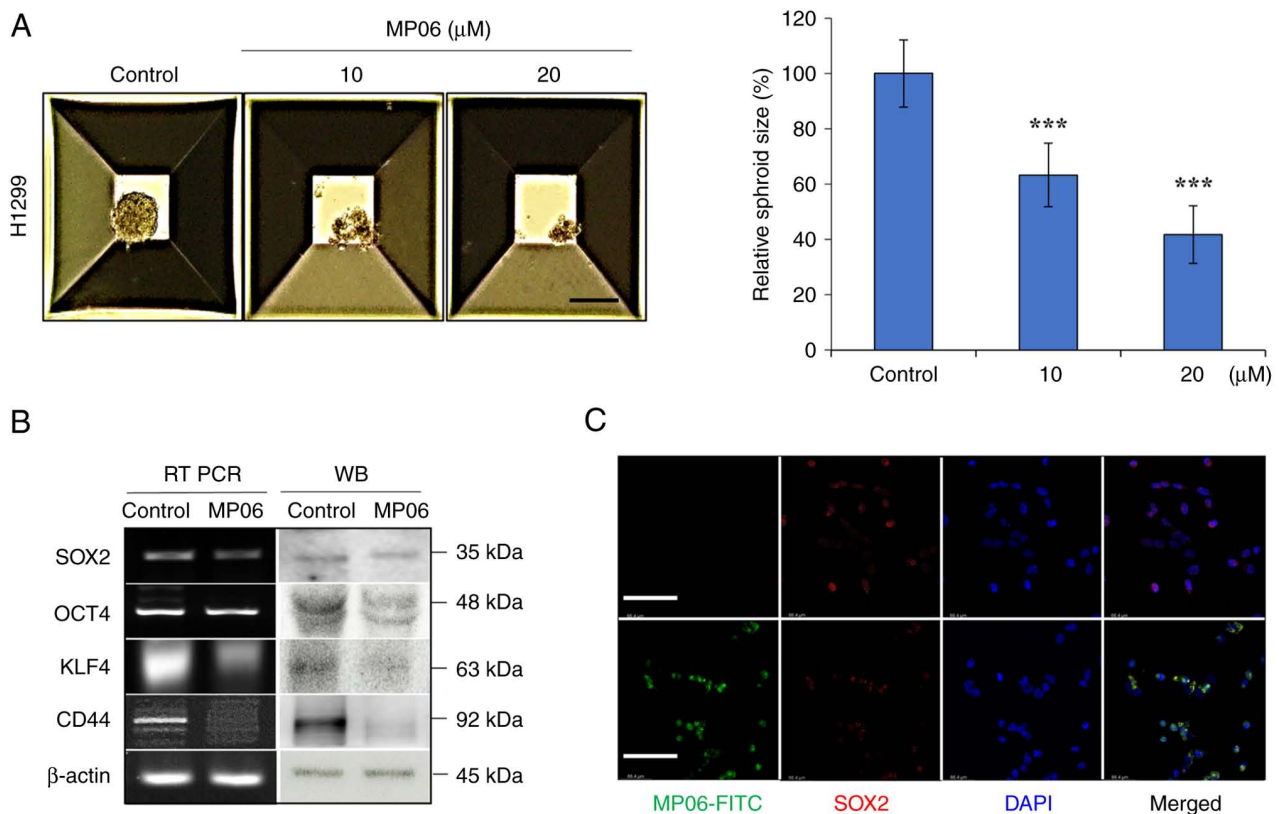 A
MP06 (μM)
Control 10 20
H1299
120
100
80
60
40
20
0
Relative sphroid size (%)
***
***
Control 10 20 (μM)
B
RT PCR WB
Control MP06 Control MP06
SOX2 35 kDa
OCT4 48 kDa
KLF4 63 kDa
CD44 92 kDa
β-actin 45 kDa
C
MP06-FITC SOX2 DAPI Merged